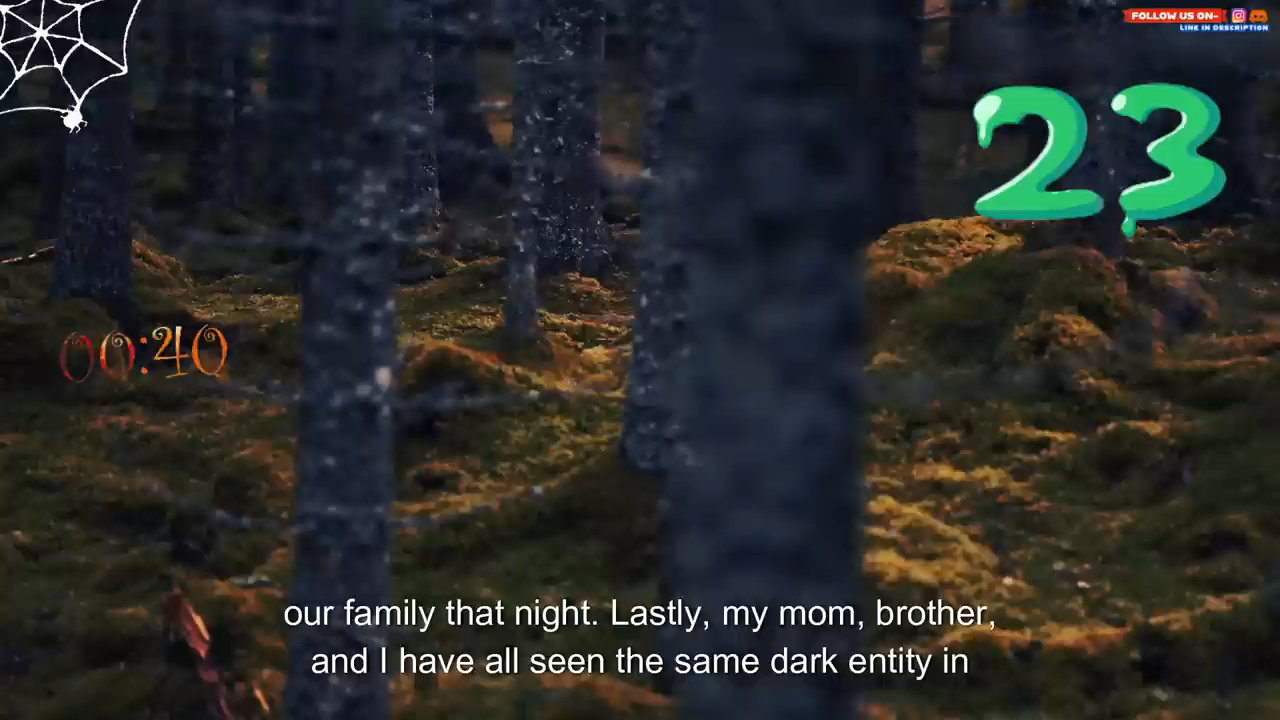 FOLLOW US ON-
LINK IN DESCRIPTION
23
00:40
our family that night. Lastly, my mom, brother,
and I have all seen the same dark entity in